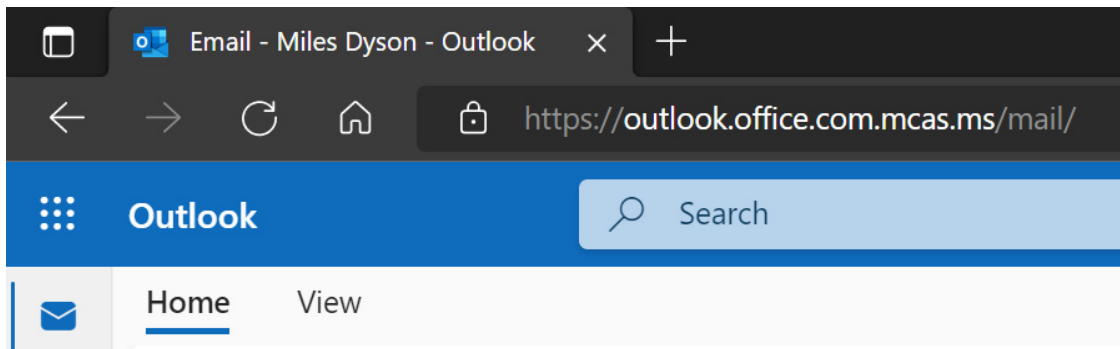 Email - Miles Dyson - Outlook
https://outlook.office.com.mcas.ms/mail/
Outlook Search
Home View